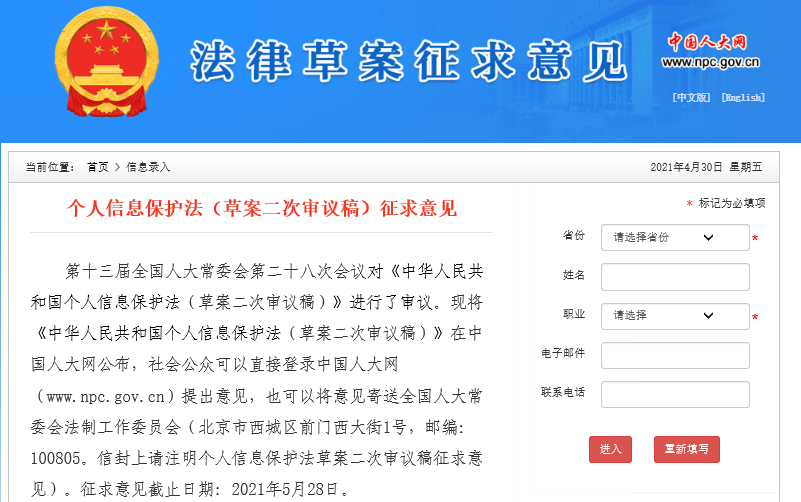 法律草案征求意见
中国人大网
www.npc.gov.cn
[中文版] [English]
当前位置： 首页 > 信息录入
2021年4月30日 星期五
个人信息保护法（草案二次审议稿）征求意见
第十三届全国人大常委会第二十八次会议对《中华人民共
和国个人信息保护法（草案二次审议稿）》进行了审议。现将
《中华人民共和国个人信息保护法（草案二次审议稿）》在中
国人大网公布，社会公众可以直接登录中国人大网
（www.npc.gov.cn）提出意见，也可以将意见寄送全国人大常
委会法制工作委员会（北京市西城区前门西大街1号，邮编：
100805。信封上请注明个人信息保护法草案二次审议稿征求意
见）。征求意见截止日期：2021年5月28日。
* 标记为必填项
省份 请选择省份 *
姓名
职业 请选择 *
电子邮件
联系电话
进入 重新填写